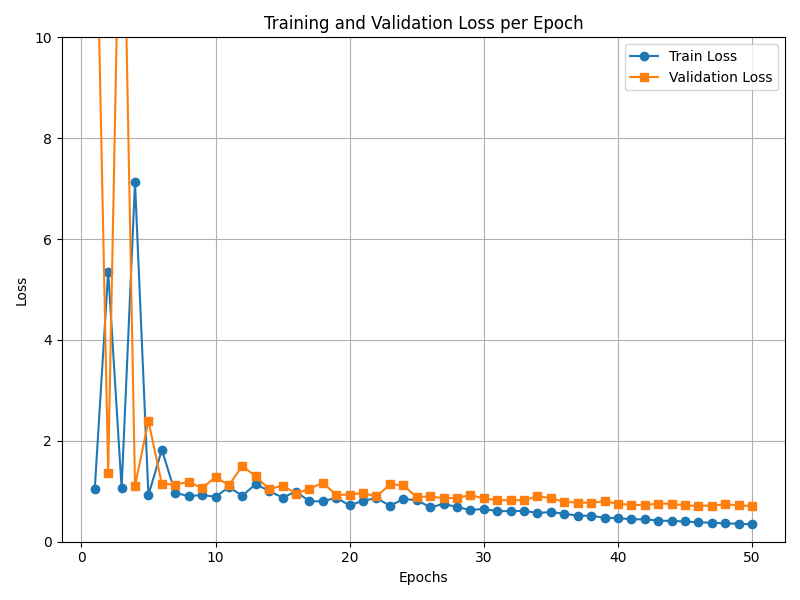 Training and Validation Loss per Epoch
Train Loss
Validation Loss
Loss
10
8
6
4
2
0
0 10 20 30 40 50
Epochs